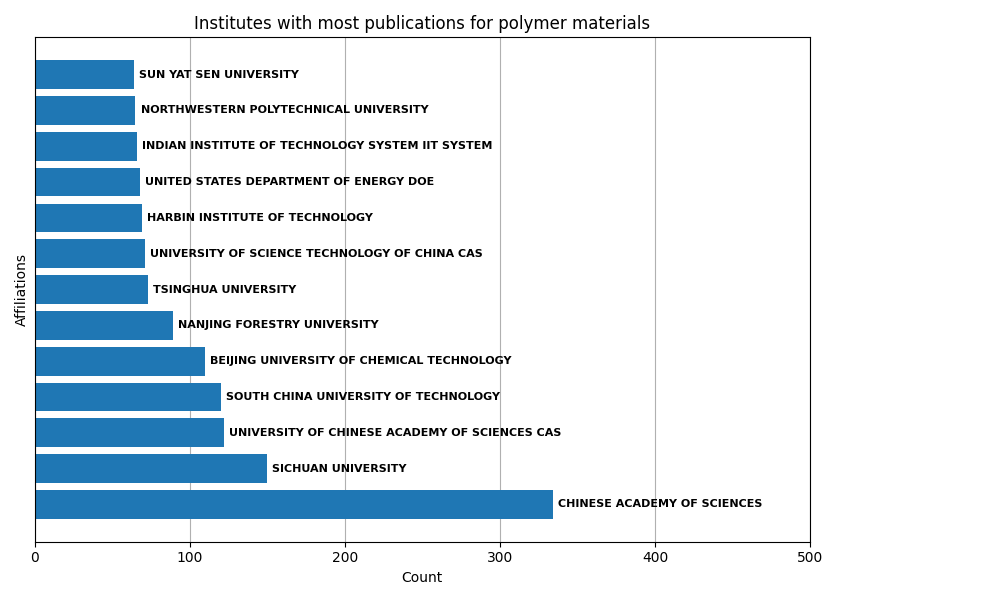 Institutes with most publications for polymer materials
SUN YAT SEN UNIVERSITY
NORTHWESTERN POLYTECHNICAL UNIVERSITY
INDIAN INSTITUTE OF TECHNOLOGY SYSTEM IIT SYSTEM
UNITED STATES DEPARTMENT OF ENERGY DOE
HARBIN INSTITUTE OF TECHNOLOGY
UNIVERSITY OF SCIENCE TECHNOLOGY OF CHINA CAS
TSINGHUA UNIVERSITY
NANJING FORESTRY UNIVERSITY
BEIJING UNIVERSITY OF CHEMICAL TECHNOLOGY
SOUTH CHINA UNIVERSITY OF TECHNOLOGY
UNIVERSITY OF CHINESE ACADEMY OF SCIENCES CAS
SICHUAN UNIVERSITY
CHINESE ACADEMY OF SCIENCES
Affiliations
0 100 200 300 400 500
Count